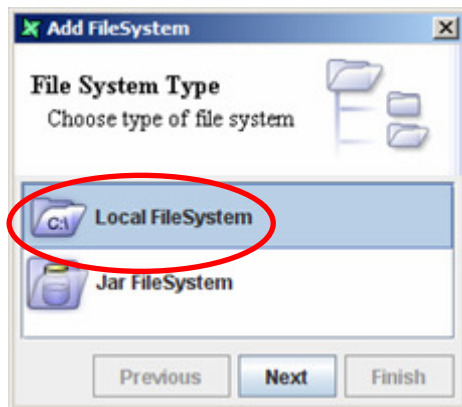 Add FileSystem
File System Type
Choose type of file system
C:\
Local FileSystem
Jar FileSystem
Previous Next Finish